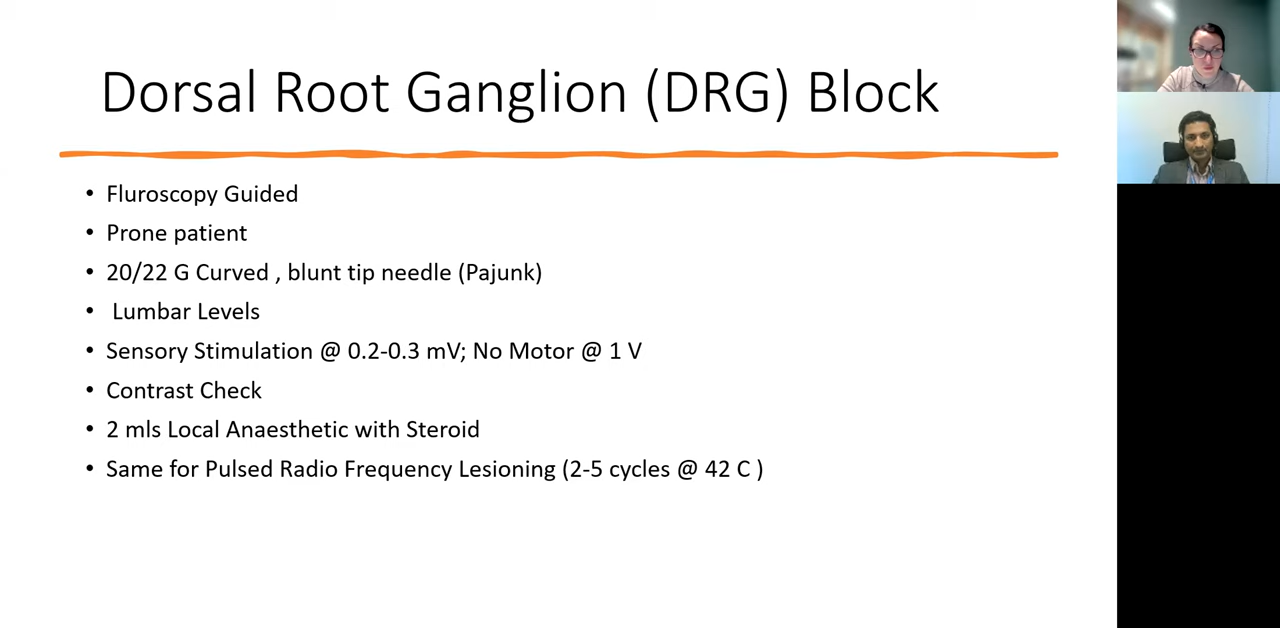 Dorsal Root Ganglion (DRG) Block
• Fluroscopy Guided
• Prone patient
• 20/22 G Curved , blunt tip needle (Pajunk)
• Lumbar Levels
• Sensory Stimulation @ 0.2-0.3 mV; No Motor @ 1 V
• Contrast Check
• 2 mls Local Anaesthetic with Steroid
• Same for Pulsed Radio Frequency Lesioning (2-5 cycles @ 42 C )